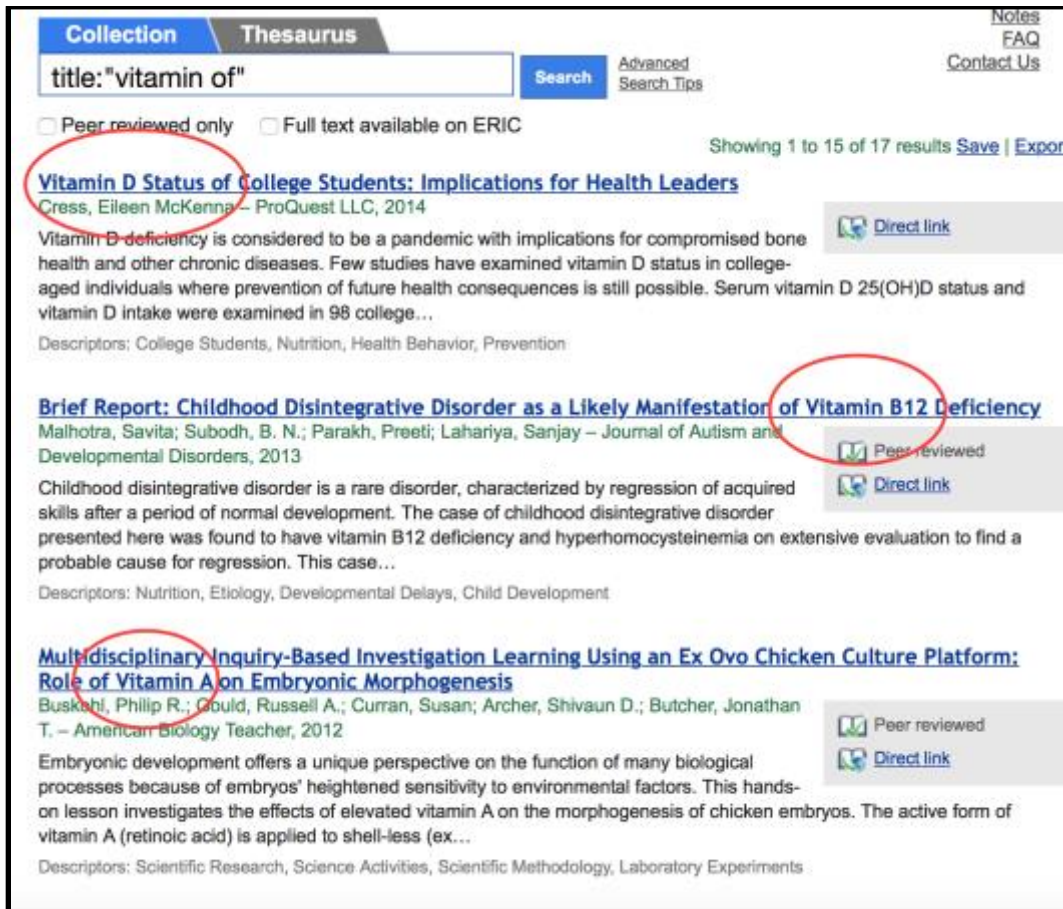 Collection Thesaurus
Notes
FAQ
Contact Us
title:"vitamin of"
Search
Advanced
Search Tips
Peer reviewed only Full text available on ERIC
Showing 1 to 15 of 17 results Save | Expor
Vitamin D Status of College Students: Implications for Health Leaders
Cress, Eileen McKenna – ProQuest LLC, 2014
Direct link
Vitamin D deficiency is considered to be a pandemic with implications for compromised bone
health and other chronic diseases. Few studies have examined vitamin D status in college-
aged individuals where prevention of future health consequences is still possible. Serum vitamin D 25(OH)D status and
vitamin D intake were examined in 98 college…
Descriptors: College Students, Nutrition, Health Behavior, Prevention
Brief Report: Childhood Disintegrative Disorder as a Likely Manifestation of Vitamin B12 Deficiency
Malhotra, Savita; Subodh, B. N.; Parakh, Preeti; Lahariya, Sanjay – Journal of Autism and
Developmental Disorders, 2013
Peer reviewed
Direct link
Childhood disintegrative disorder is a rare disorder, characterized by regression of acquired
skills after a period of normal development. The case of childhood disintegrative disorder
presented here was found to have vitamin B12 deficiency and hyperhomocysteinemia on extensive evaluation to find a
probable cause for regression. This case…
Descriptors: Nutrition, Etiology, Developmental Delays, Child Development
Multidisciplinary Inquiry-Based Investigation Learning Using an Ex Ovo Chicken Culture Platform:
Role of Vitamin A on Embryonic Morphogenesis
Buskohl, Philip R.; Gould, Russell A.; Curran, Susan; Archer, Shivaun D.; Butcher, Jonathan
T. – American Biology Teacher, 2012
Peer reviewed
Direct link
Embryonic development offers a unique perspective on the function of many biological
processes because of embryos' heightened sensitivity to environmental factors. This hands-
on lesson investigates the effects of elevated vitamin A on the morphogenesis of chicken embryos. The active form of
vitamin A (retinoic acid) is applied to shell-less (ex…
Descriptors: Scientific Research, Science Activities, Scientific Methodology, Laboratory Experiments